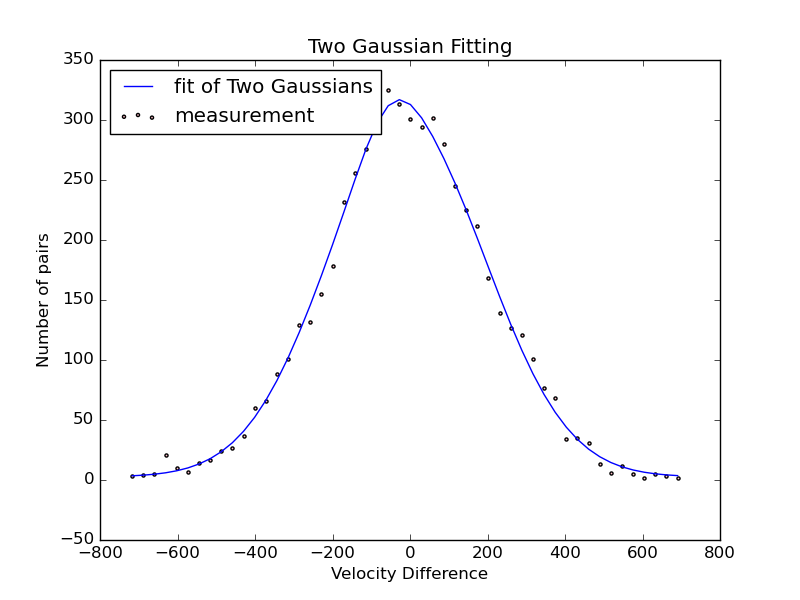 Two Gaussian Fitting
fit of Two Gaussians
measurement
350
300
250
200
150
100
50
0
−50
Number of pairs
−800 −600 −400 −200 0 200 400 600 800
Velocity Difference